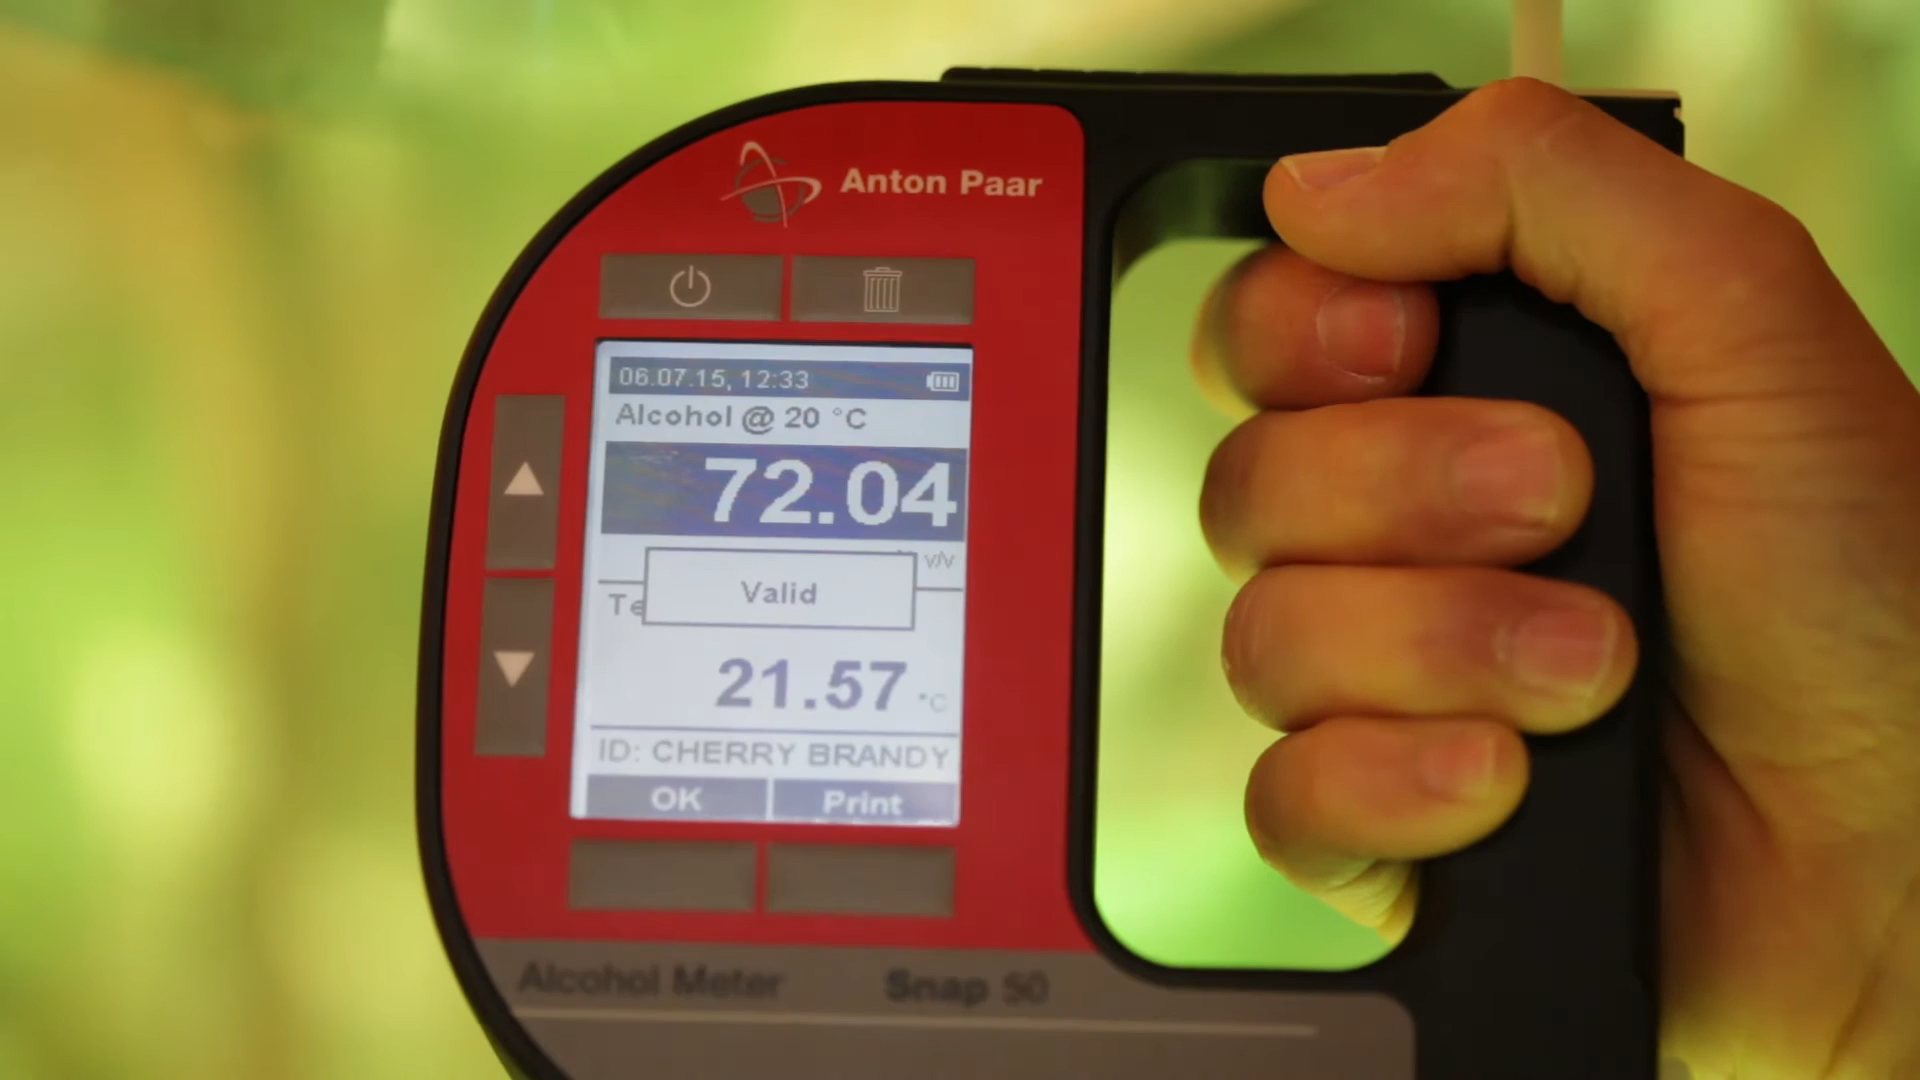 Anton Paar
06.07.15, 12:33
Alcohol @ 20 °C
72.04
% v/v
Te
Valid
21.57 °C
ID: CHERRY BRANDY
OK Print
Alcohol Meter Snap 50